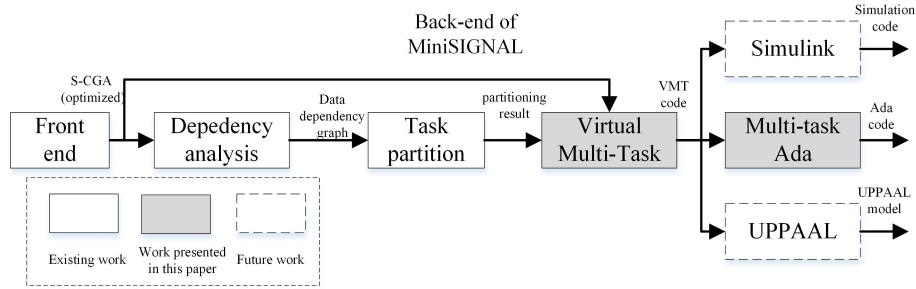 Back-end of
MiniSIGNAL
S-CGA
(optimized)
Front
end
Depedency
analysis
Data
dependency
graph
Task
partition
partitioning
result
Virtual
Multi-Task
VMT
code
Simulink
Simulation
code
Multi-task
Ada
Ada
code
UPPAAL
UPPAAL
model
Existing work
Work presented
in this paper
Future work